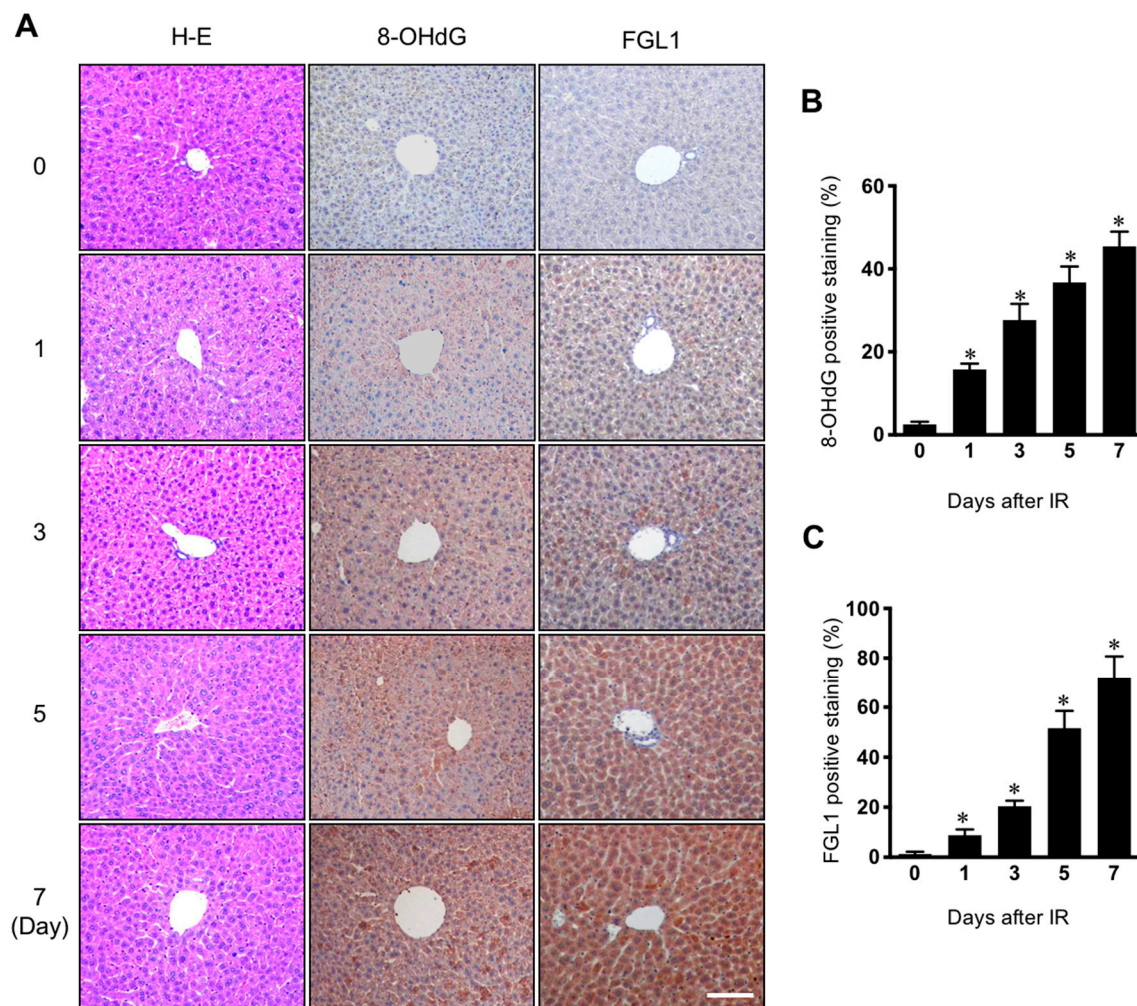 A
H-E
8-OHdG
FGL1
0
1
3
5
7
(Day)
B
8-OHdG positive staining (%)
60
40
20
0
*
*
*
*
0 1 3 5 7
Days after IR
C
FGL1 positive staining (%)
100
80
60
40
20
0
*
*
*
*
0 1 3 5 7
Days after IR